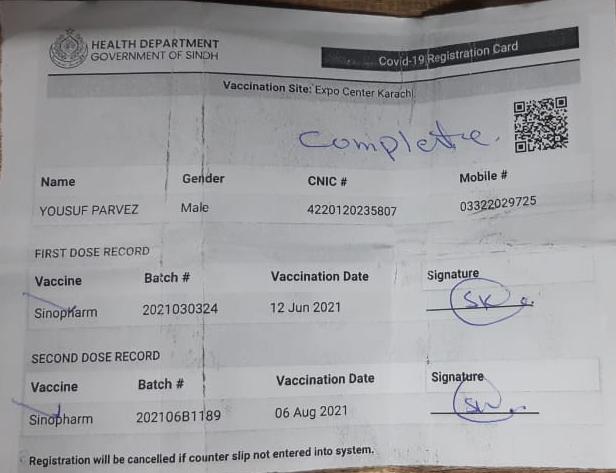 HEALTH DEPARTMENT
GOVERNMENT OF SINDH
Covid-19 Registration Card
Vaccination Site: Expo Center Karachi.
Complete.
Name Gender CNIC # Mobile #
YOUSUF PARVEZ Male 4220120235807 03322029725
FIRST DOSE RECORD
Vaccine Batch # Vaccination Date Signature
Sinopharm 2021030324 12 Jun 2021 SK
SECOND DOSE RECORD
Vaccine Batch # Vaccination Date Signature
Sinopharm 202106B1189 06 Aug 2021
Registration will be cancelled if counter slip not entered into system.